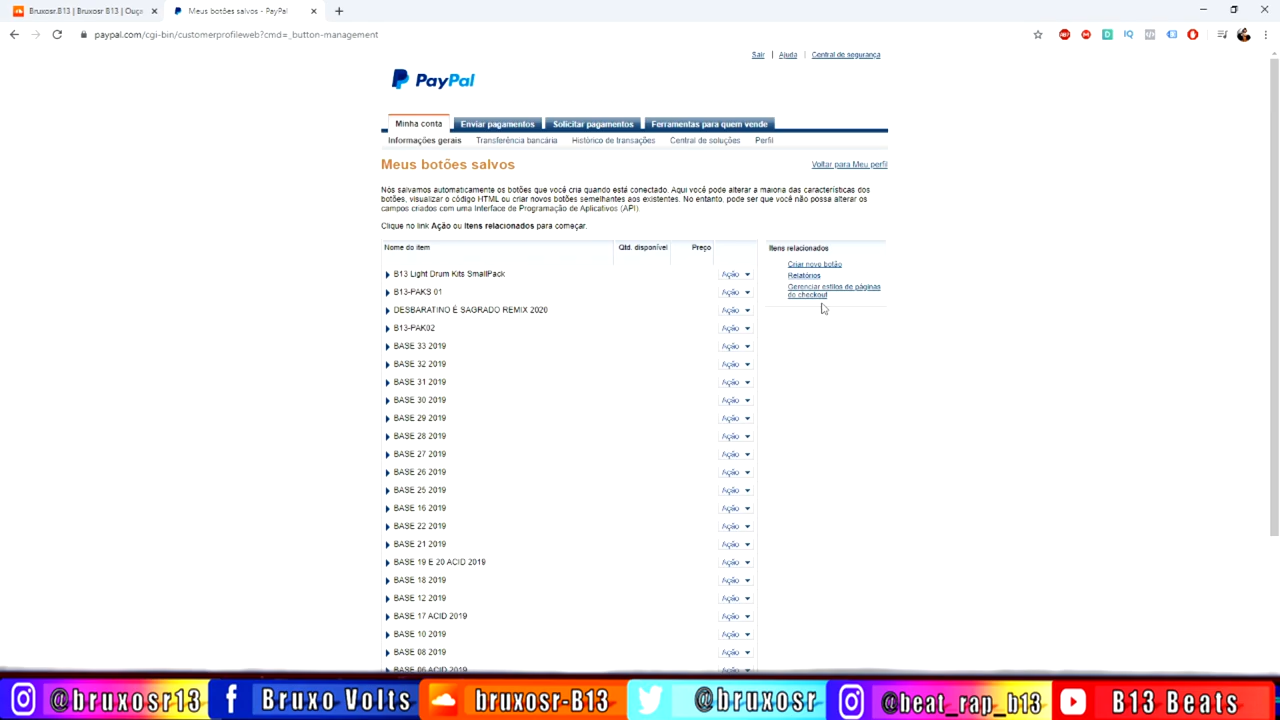 Bruxosr.B13 | Bruxosr B13 | Ouço
Meus botões salvos - PayPal
paypal.com/cgi-bin/customerprofileweb?cmd=_button-management
Sair | Ajuda | Central de segurança
PayPal
Minha conta Enviar pagamentos Solicitar pagamentos Ferramentas para quem vende
Informações gerais Transferência bancária Histórico de transações Central de soluções Perfil
Meus botões salvos
Voltar para Meu perfil
Nós salvamos automaticamente os botões que você cria quando está conectado. Aqui você pode alterar a maioria das características dos
botões, visualizar o código HTML ou criar novos botões semelhantes aos existentes. No entanto, pode ser que você não possa alterar os
campos criados com uma Interface de Programação de Aplicativos (API).
Clique no link Ação ou Itens relacionados para começar.
Nome do item Qtd. disponível Preço
B13 Light Drum Kits SmallPack Ação
B13-PAKS 01 Ação
DESBARATINO É SAGRADO REMIX 2020 Ação
B13-PAK02 Ação
BASE 33 2019 Ação
BASE 32 2019 Ação
BASE 31 2019 Ação
BASE 30 2019 Ação
BASE 29 2019 Ação
BASE 28 2019 Ação
BASE 27 2019 Ação
BASE 26 2019 Ação
BASE 25 2019 Ação
BASE 16 2019 Ação
BASE 22 2019 Ação
BASE 21 2019 Ação
BASE 19 E 20 ACID 2019 Ação
BASE 18 2019 Ação
BASE 12 2019 Ação
BASE 17 ACID 2019 Ação
BASE 10 2019 Ação
BASE 08 2019 Ação
BASE 06 ACID 2019 Ação
Itens relacionados
Criar novo botão
Relatórios
Gerenciar estilos de páginas
do checkout
@bruxosr13 Bruxo Volts bruxosr-B13 @bruxosr @beat_rap_b13 B13 Beats